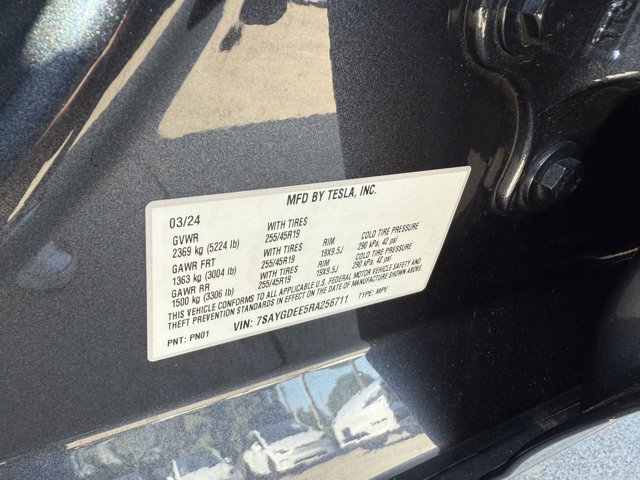 MFD BY TESLA, INC.
03/24
GVWR WITH TIRES
2369 kg (5224 lb) 255/45R19
GAWR FRT WITH TIRES RIM COLD TIRE PRESSURE
1363 kg (3004 lb) 255/45R19 19X9.5J 290 kPa, 42 psi
GAWR RR WITH TIRES RIM COLD TIRE PRESSURE
1500 kg (3306 lb) 255/45R19 19X9.5J 290 kPa, 42 psi
THIS VEHICLE CONFORMS TO ALL APPLICABLE U.S. FEDERAL MOTOR VEHICLE SAFETY AND
THEFT PREVENTION STANDARDS IN EFFECT ON THE DATE OF MANUFACTURE SHOWN ABOVE.
VIN: 7SAYGDEE5RA256711 TYPE: MPV
PNT: PN01